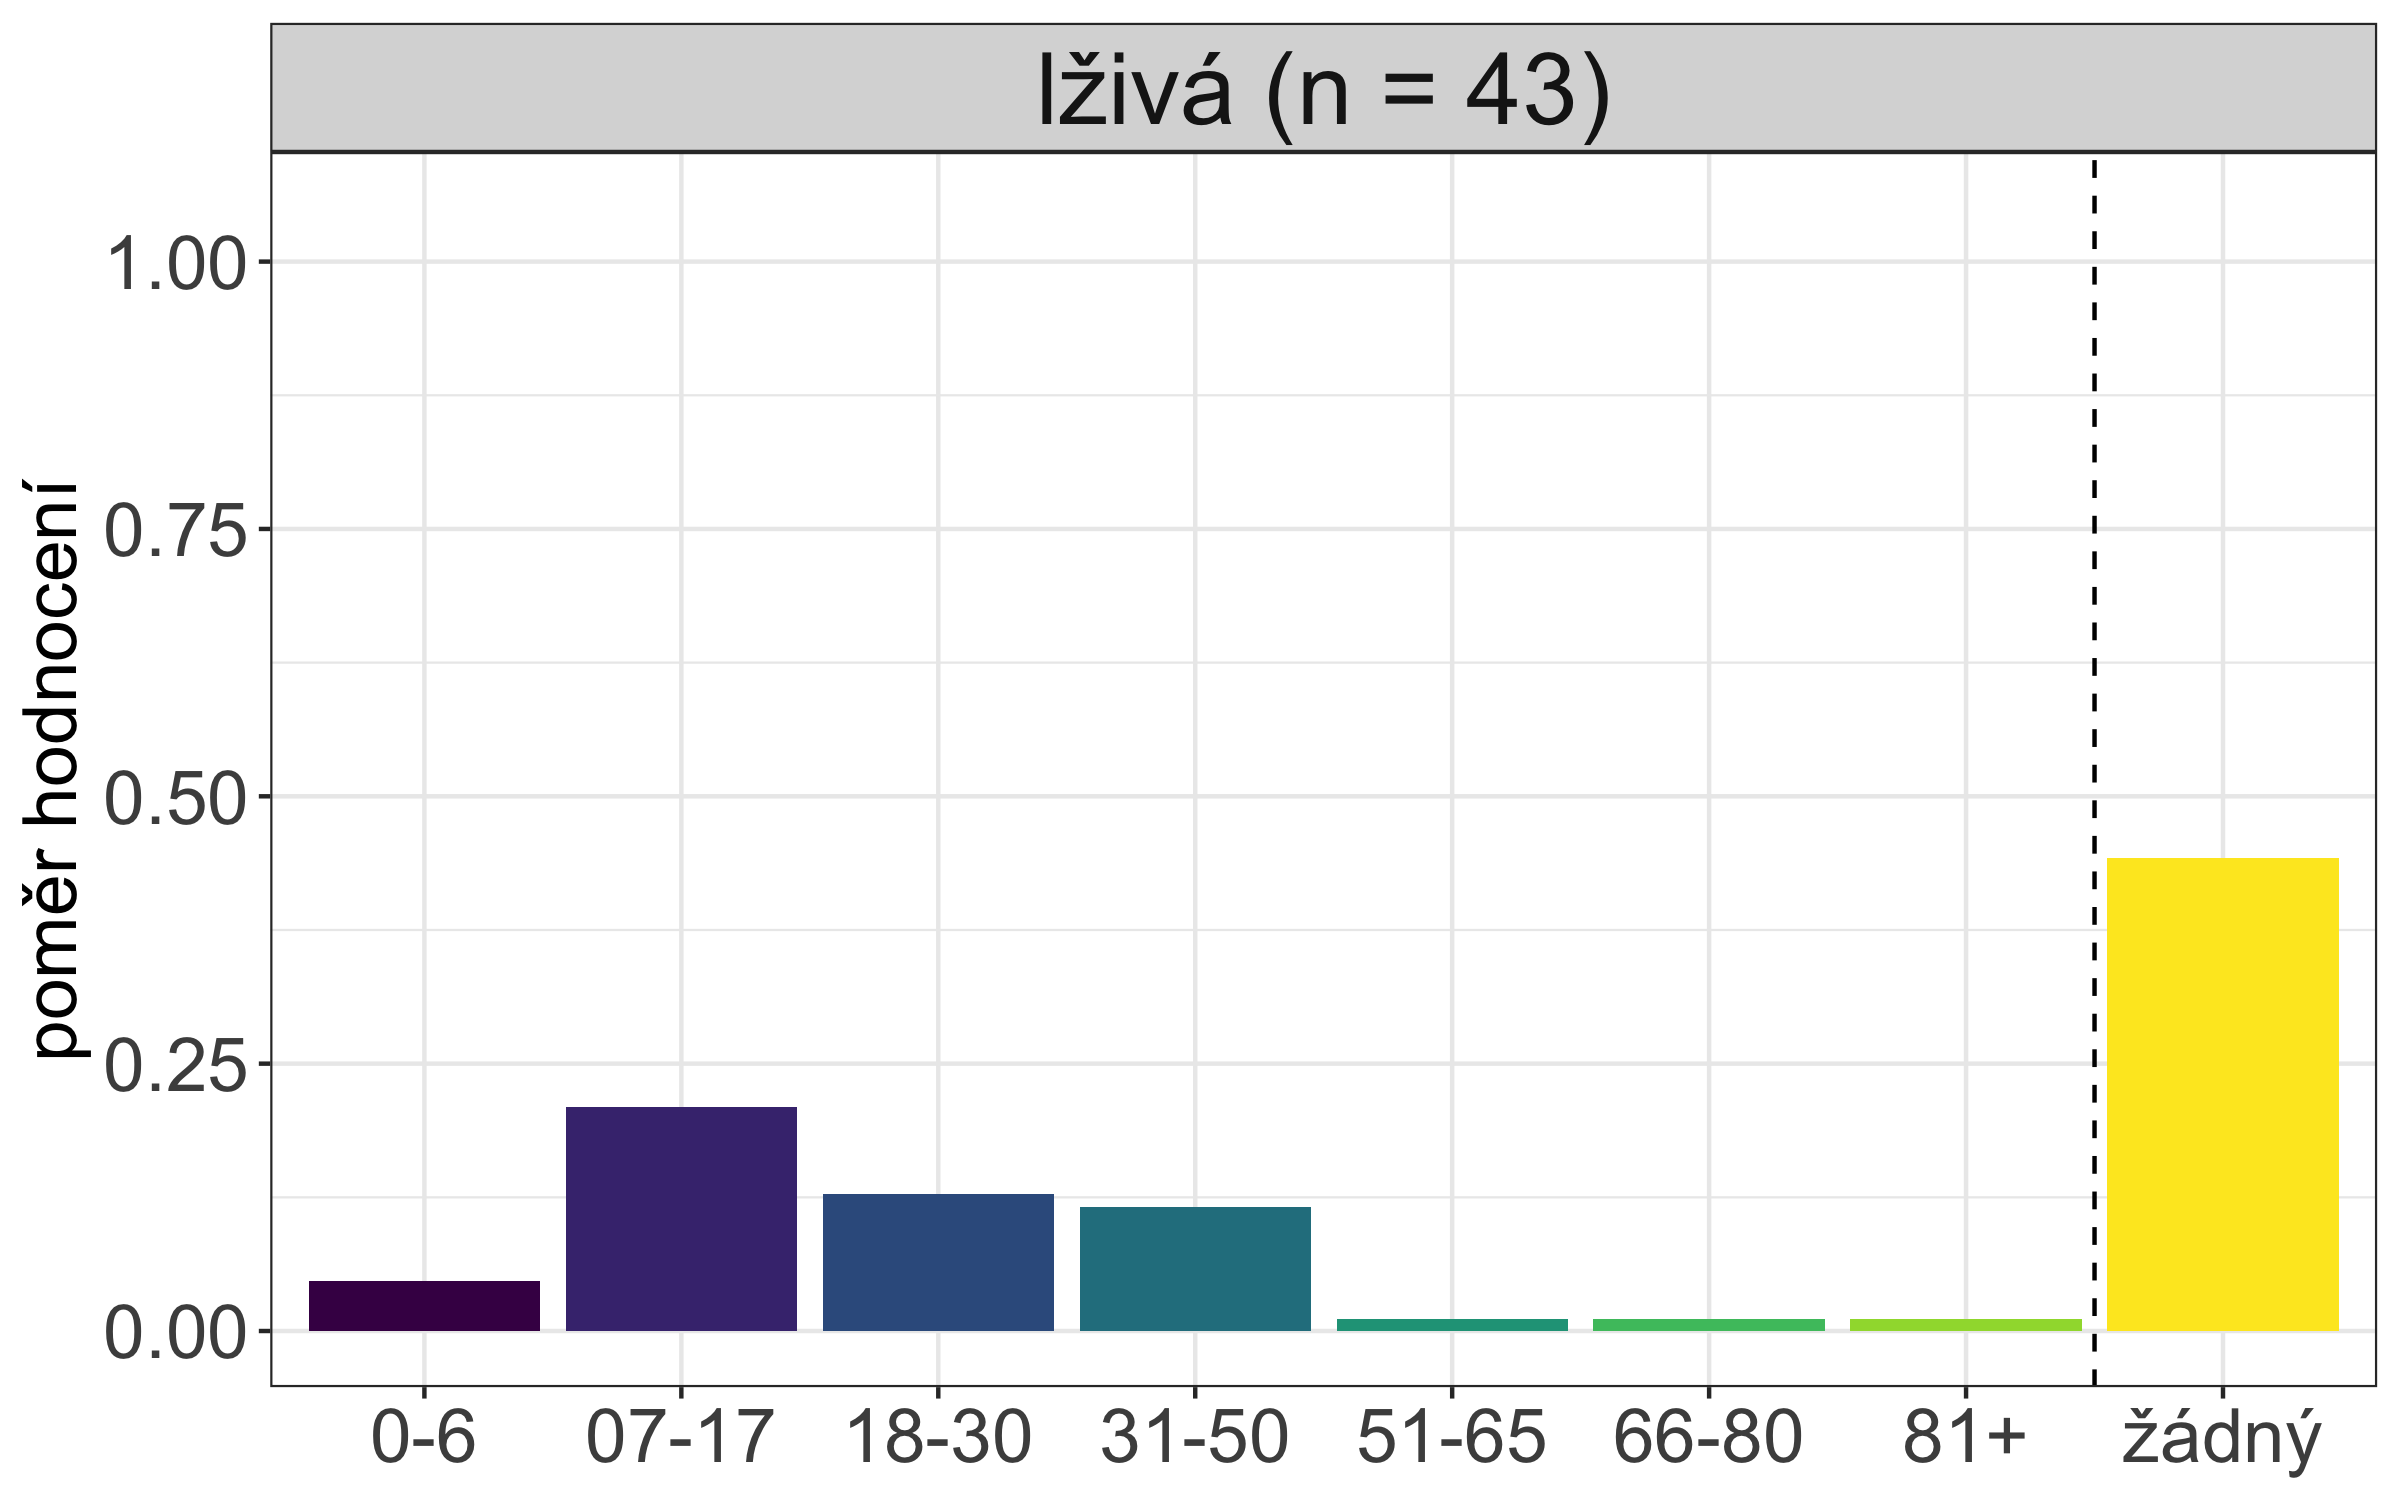 lživá (n = 43)
poměr hodnocení
1.00
0.75
0.50
0.25
0.00
0-6 07-17 18-30 31-50 51-65 66-80 81+ žádný